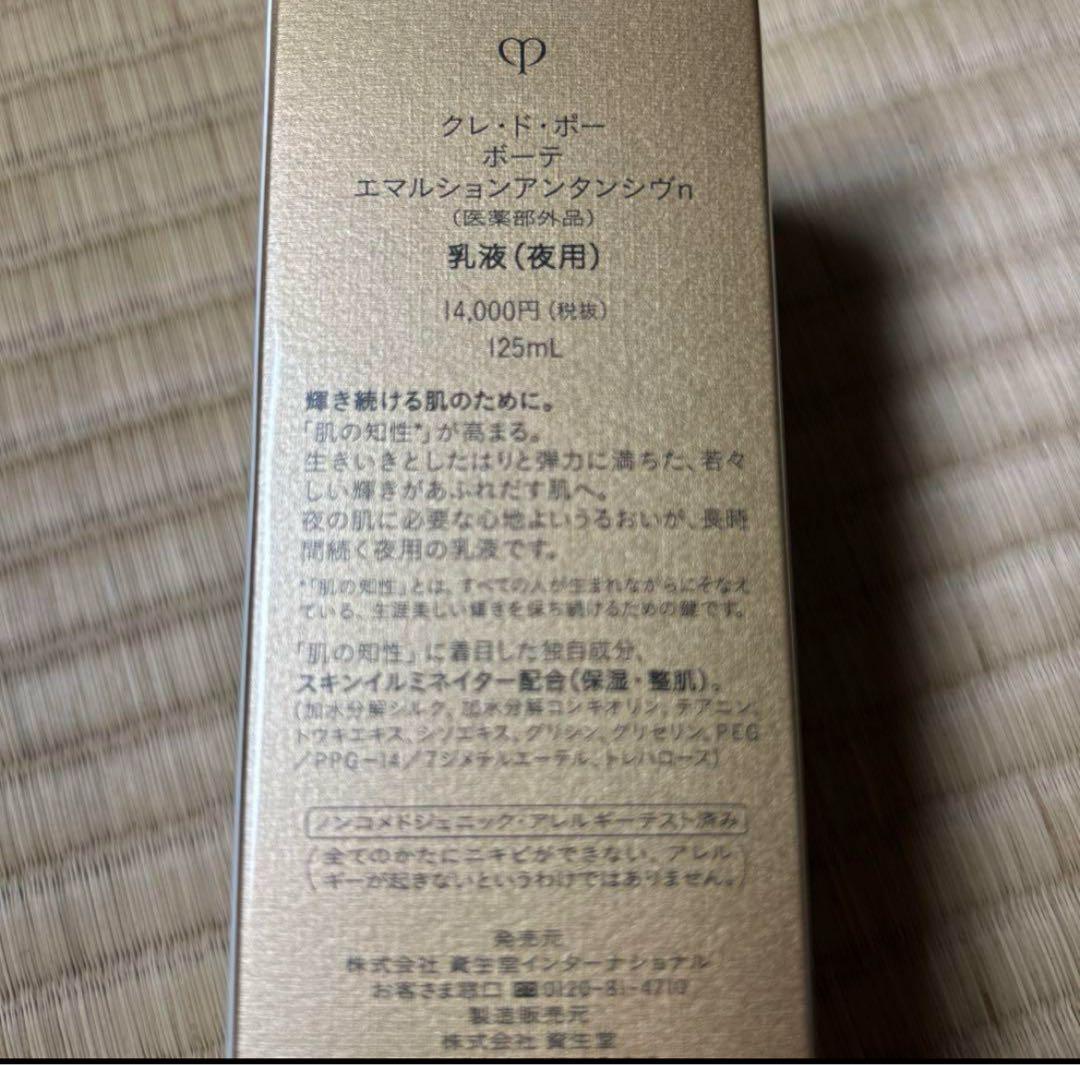 クレ・ド・ポー
ボーテ
エマルションアンタンシヴn
(医薬部外品)
乳液(夜用)
14,000円(税抜)
125mL
輝き続ける肌のために。
「肌の知性*」が高まる。
生きいきとしたはりと弾力に満ちた、若々
しい輝きがあふれだす肌へ。
夜の肌に必要な心地よいうるおいが、長時
間続く夜用の乳液です。
*「肌の知性」とは、すべての人が生まれながらにそなえ
ている、生涯美しい輝きを保ち続けるための鍵です。
「肌の知性」に着目した独自成分、
スキンイルミネイター配合(保湿・整肌)。
(加水分解シルク、加水分解コンキオリン、テアニン、
トウキエキス、シソエキス、グリシン、グリセリン、PEG
/PPG-14/7ジメチルエーテル、トレハロース)
ノンコメドジェニック・アレルギーテスト済み
(全てのかたにニキビができない、アレル
ギーが起きないというわけではありません。)
発売元
株式会社 資生堂インターナショナル
お客さま窓口 0120-81-4710
製造販売元
株式会社 資生堂